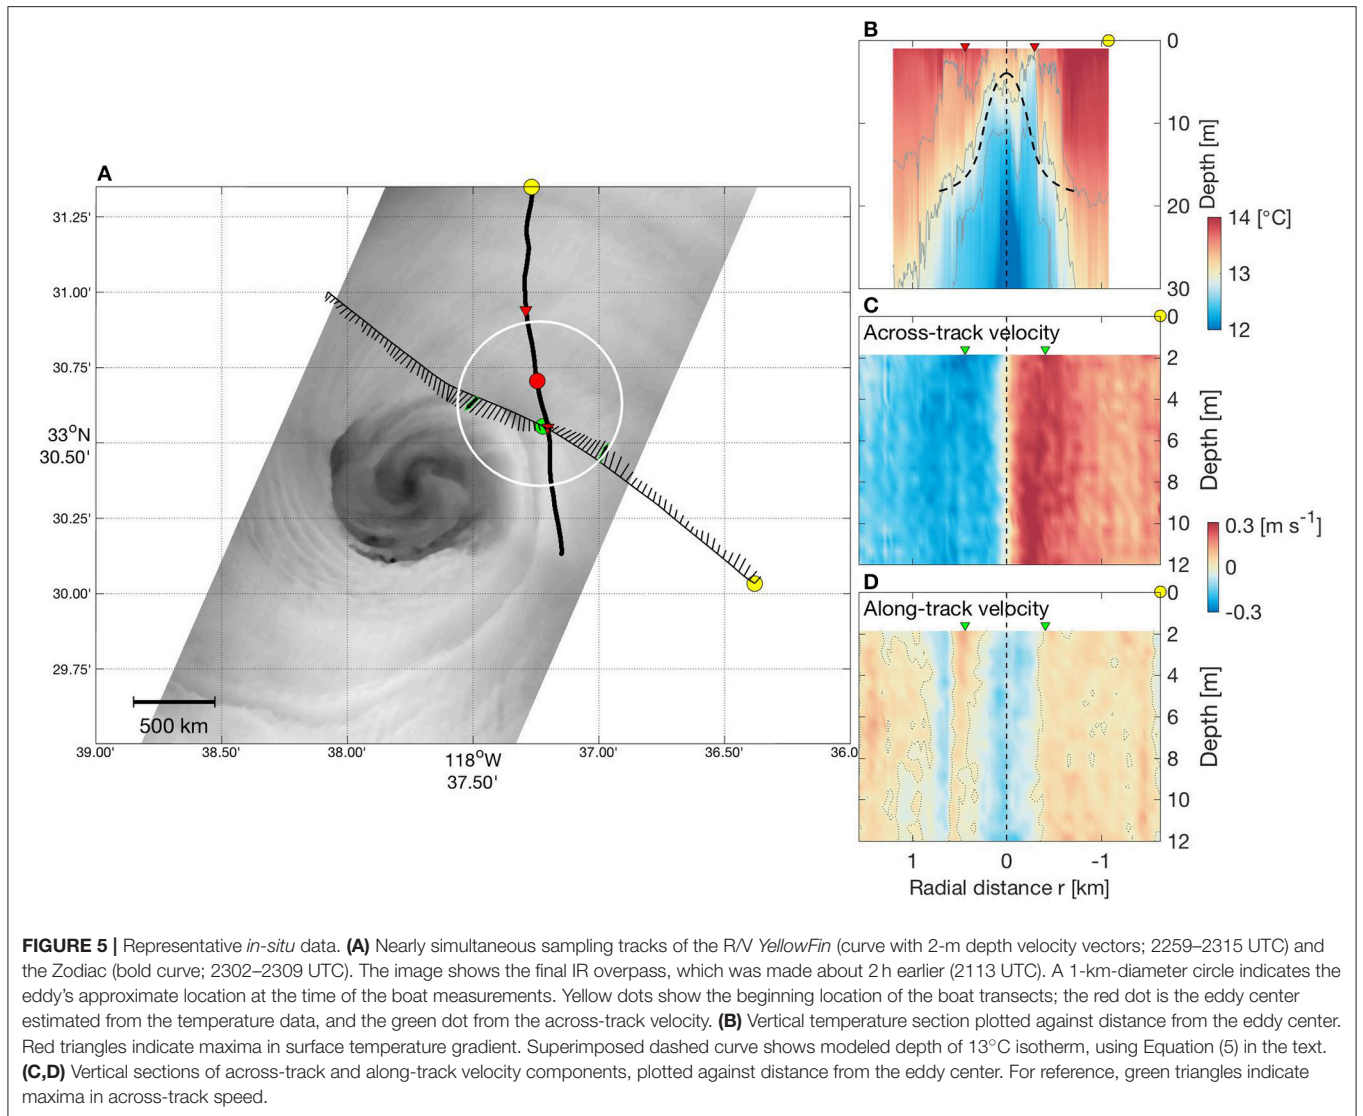 A
31.25'
31.00'
30.75'
33°N
30.50'
30.25'
30.00'
29.75'
500 km
39.00'
38.50'
38.00'
118°W
37.50'
37.00'
36.50'
36.0
B
0
10
20
30
Depth [m]
14 [°C]
13
12
C
Across-track velocity
0
2
4
6
8
10
12
Depth [m]
0.3 [m s-1]
0
-0.3
D
Along-track velocity
0
2
4
6
8
10
12
Depth [m]
1
0
-1
Radial distance r [km]
FIGURE 5 | Representative in-situ data. (A) Nearly simultaneous sampling tracks of the R/V YellowFin (curve with 2-m depth velocity vectors; 2259–2315 UTC) and
the Zodiac (bold curve; 2302–2309 UTC). The image shows the final IR overpass, which was made about 2 h earlier (2113 UTC). A 1-km-diameter circle indicates the
eddy's approximate location at the time of the boat measurements. Yellow dots show the beginning location of the boat transects; the red dot is the eddy center
estimated from the temperature data, and the green dot from the across-track velocity. (B) Vertical temperature section plotted against distance from the eddy center.
Red triangles indicate maxima in surface temperature gradient. Superimposed dashed curve shows modeled depth of 13°C isotherm, using Equation (5) in the text.
(C,D) Vertical sections of across-track and along-track velocity components, plotted against distance from the eddy center. For reference, green triangles indicate
maxima in across-track speed.